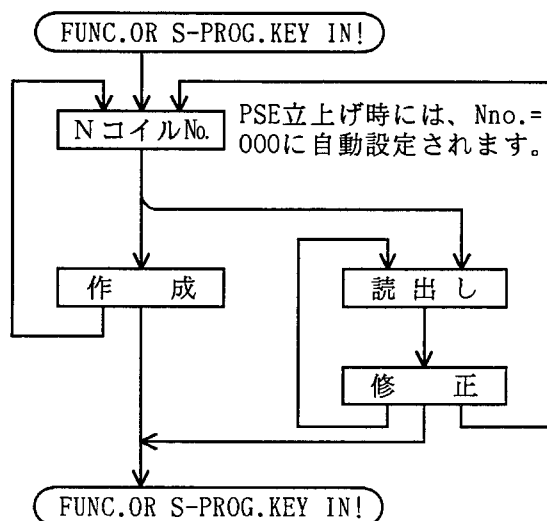 FUNC.OR S-PROG.KEY IN!
NコイルNo.
PSE立上げ時には、Nno.=
000に自動設定されます。
作 成
読 出 し
修 正
FUNC.OR S-PROG.KEY IN!